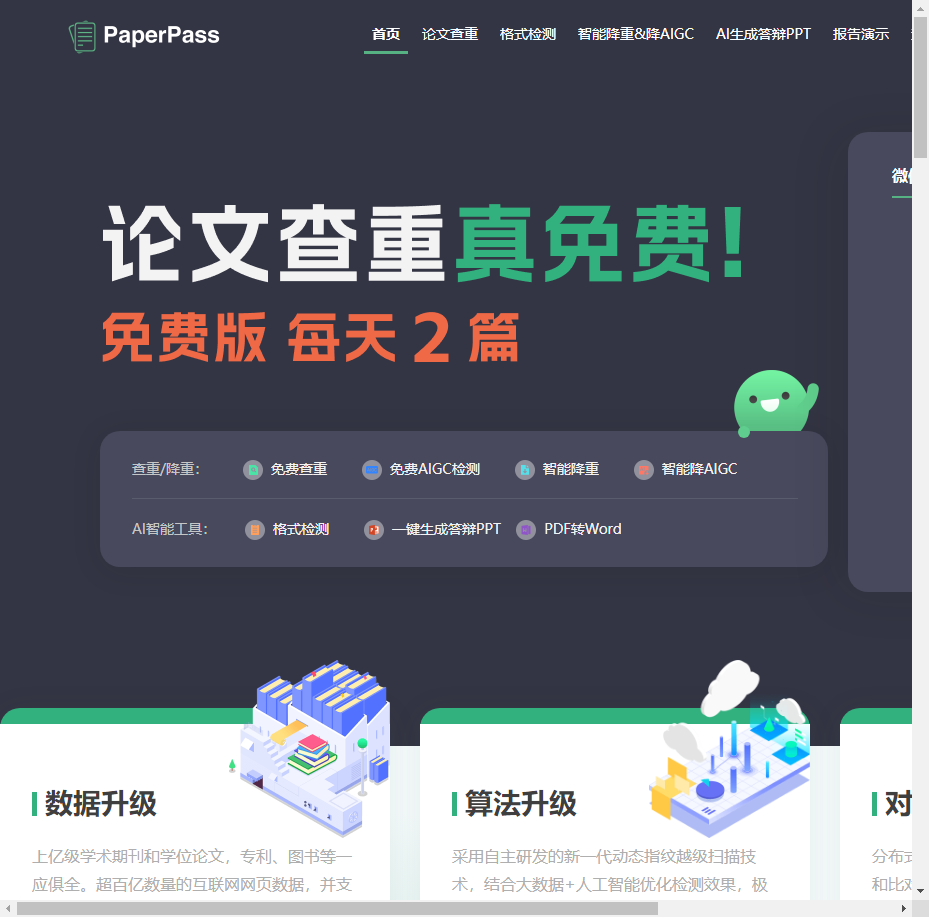 PaperPass
首页 论文查重 格式检测 智能降重&降AIGC AI生成答辩PPT 报告演示
论文查重真免费!
免费版 每天 2 篇
微
查重/降重： 免费查重 免费AIGC检测 智能降重 智能降AIGC
AI智能工具： 格式检测 一键生成答辩PPT PDF转Word
数据升级
上亿级学术期刊和学位论文，专利、图书等一
应俱全。超百亿数量的互联网网页数据，并支
算法升级
采用自主研发的新一代动态指纹越级扫描技
术，结合大数据+人工智能优化检测效果，极
对
分布
和比